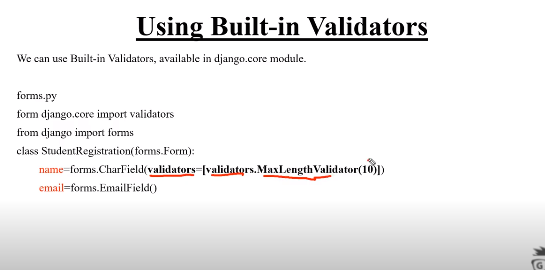 Using Built-in Validators
We can use Built-in Validators, available in django.core module.
forms.py
form django.core import validators
from django import forms
class StudentRegistration(forms.Form):
name=forms.CharField(validators=[validators.MaxLengthValidator(10)])
email=forms.EmailField()
G